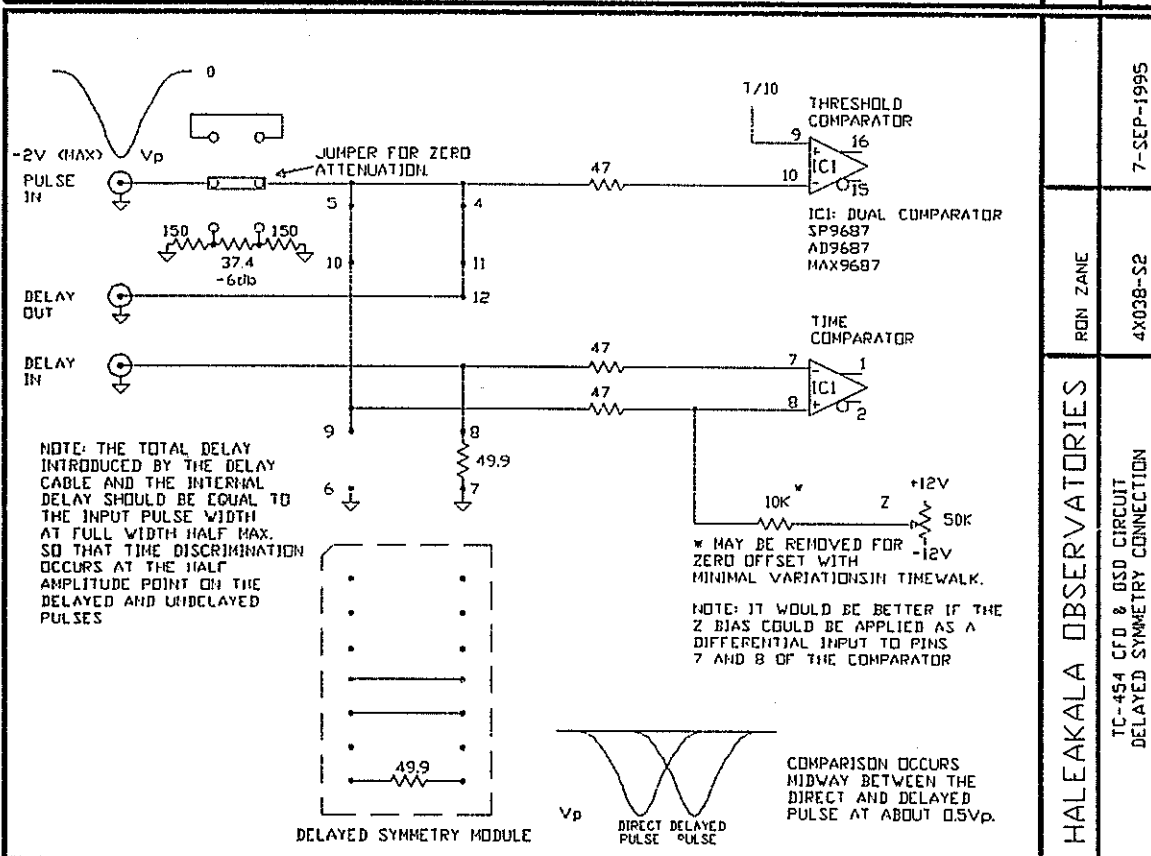 0
-2V (MAX) Vp
PULSE
IN
JUMPER FOR ZERO
ATTENUATION.
150
150
37.4
-6db
5
4
10
11
12
DELAY
OUT
DELAY
IN
47
T/10
THRESHOLD
COMPARATOR
9
16
+
IC1
10
-
15
IC1: DUAL COMPARATOR
SP9687
AD9687
MAX9687
TIME
COMPARATOR
47
7
1
-
IC1
47
8
+
2
9
8
49.9
6
7
NOTE: THE TOTAL DELAY
INTRODUCED BY THE DELAY
CABLE AND THE INTERNAL
DELAY SHOULD BE EQUAL TO
THE INPUT PULSE WIDTH
AT FULL WIDTH HALF MAX.
SO THAT TIME DISCRIMINATION
OCCURS AT THE HALF
AMPLITUDE POINT ON THE
DELAYED AND UNDELAYED
PULSES
10K *
Z
+12V
50K
-12V
* MAY BE REMOVED FOR
ZERO OFFSET WITH
MINIMAL VARIATIONSIN TIMEWALK.
NOTE: IT WOULD BE BETTER IF THE
Z BIAS COULD BE APPLIED AS A
DIFFERENTIAL INPUT TO PINS
7 AND 8 OF THE COMPARATOR
49.9
DELAYED SYMMETRY MODULE
Vp
DIRECT DELAYED
PULSE PULSE
COMPARISON OCCURS
MIDWAY BETWEEN THE
DIRECT AND DELAYED
PULSE AT ABOUT 0.5Vp.
HALEAKALA OBSERVATORIES
RON ZANE
TC-454 CFD & DSD CIRCUIT
DELAYED SYMMETRY CONNECTION
4X038-S2
7-SEP-1995